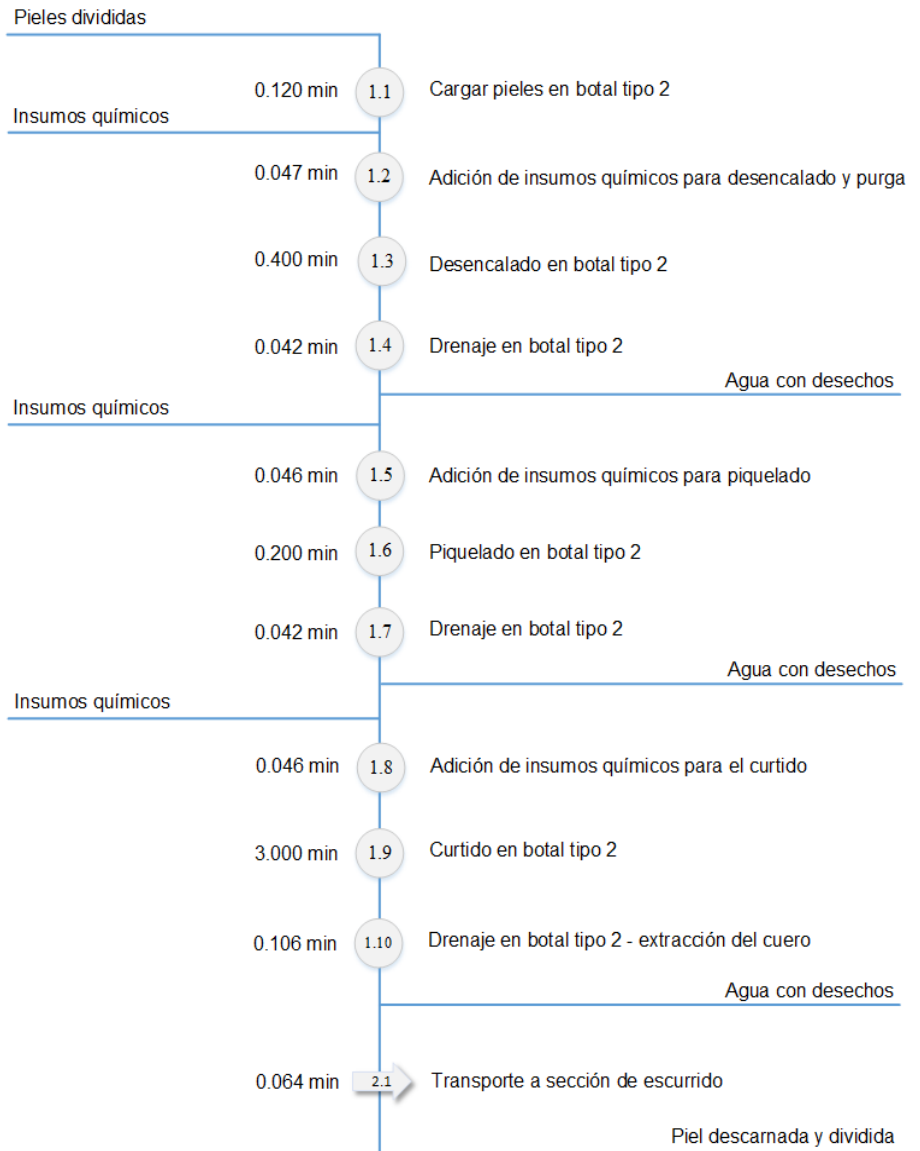 Pieles divididas
0.120 min 1.1 Cargar pieles en botal tipo 2
Insumos químicos
0.047 min 1.2 Adición de insumos químicos para desencalado y purga
0.400 min 1.3 Desencalado en botal tipo 2
0.042 min 1.4 Drenaje en botal tipo 2
Agua con desechos
Insumos químicos
0.046 min 1.5 Adición de insumos químicos para piquelado
0.200 min 1.6 Piquelado en botal tipo 2
0.042 min 1.7 Drenaje en botal tipo 2
Agua con desechos
Insumos químicos
0.046 min 1.8 Adición de insumos químicos para el curtido
3.000 min 1.9 Curtido en botal tipo 2
0.106 min 1.10 Drenaje en botal tipo 2 - extracción del cuero
Agua con desechos
0.064 min 2.1 Transporte a sección de escurrido
Piel descarnada y dividida